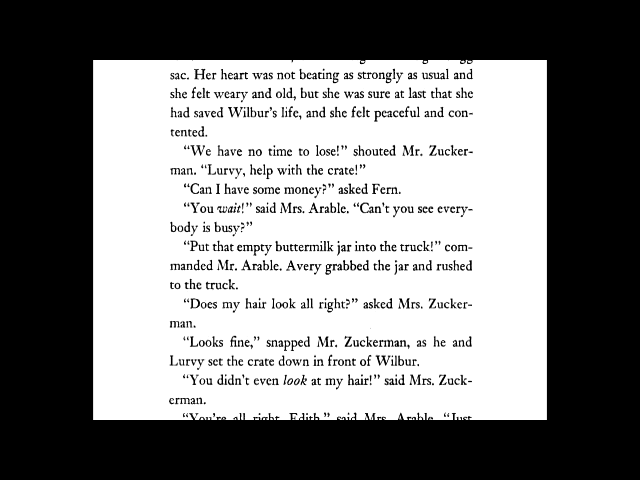 sac. Her heart was not beating as strongly as usual and
she felt weary and old, but she was sure at last that she
had saved Wilbur's life, and she felt peaceful and con-
tented.
"We have no time to lose!" shouted Mr. Zucker-
man. "Lurvy, help with the crate!"
"Can I have some money?" asked Fern.
"You wait!" said Mrs. Arable. "Can't you see every-
body is busy?"
"Put that empty buttermilk jar into the truck!" com-
manded Mr. Arable. Avery grabbed the jar and rushed
to the truck.
"Does my hair look all right?" asked Mrs. Zucker-
man.
"Looks fine," snapped Mr. Zuckerman, as he and
Lurvy set the crate down in front of Wilbur.
"You didn't even look at my hair!" said Mrs. Zuck-
erman.
"You're all right, Edith," said Mrs. Arable. "Just